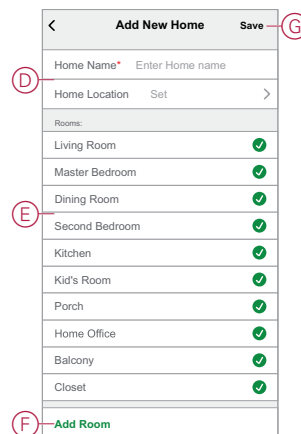 Add New Home Save G
Home Name* Enter Home name
D
Home Location Set
Rooms:
Living Room
Master Bedroom
Dining Room
E
Second Bedroom
Kitchen
Kid's Room
Porch
Home Office
Balcony
Closet
F Add Room